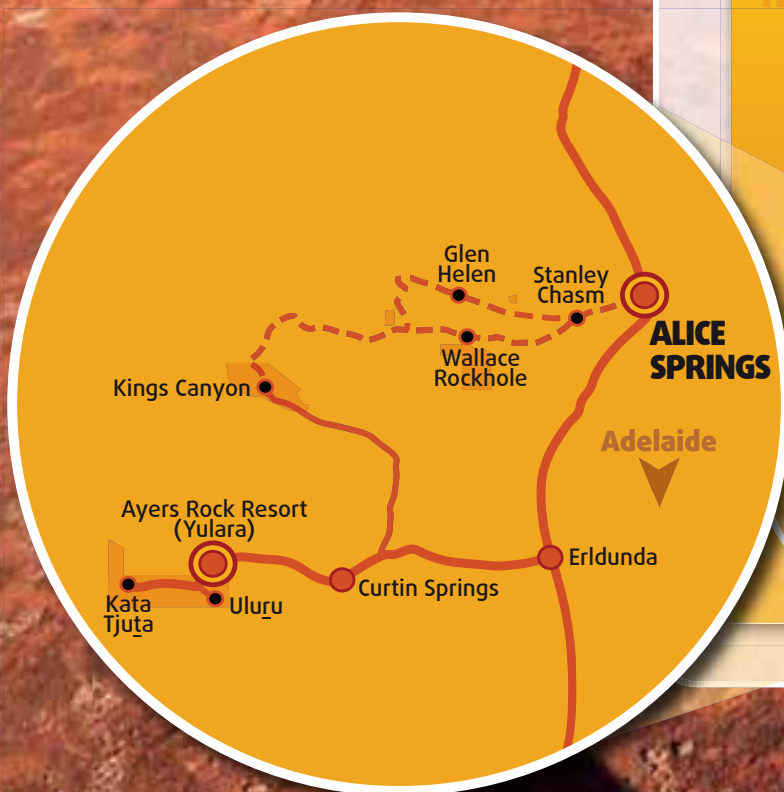 Glen
Helen
Stanley
Chasm
ALICE
SPRINGS
Wallace
Rockhole
Kings Canyon
Adelaide
Ayers Rock Resort
(Yulara)
Erldunda
Curtin Springs
Kata
Tjuṯa
Uluṟu